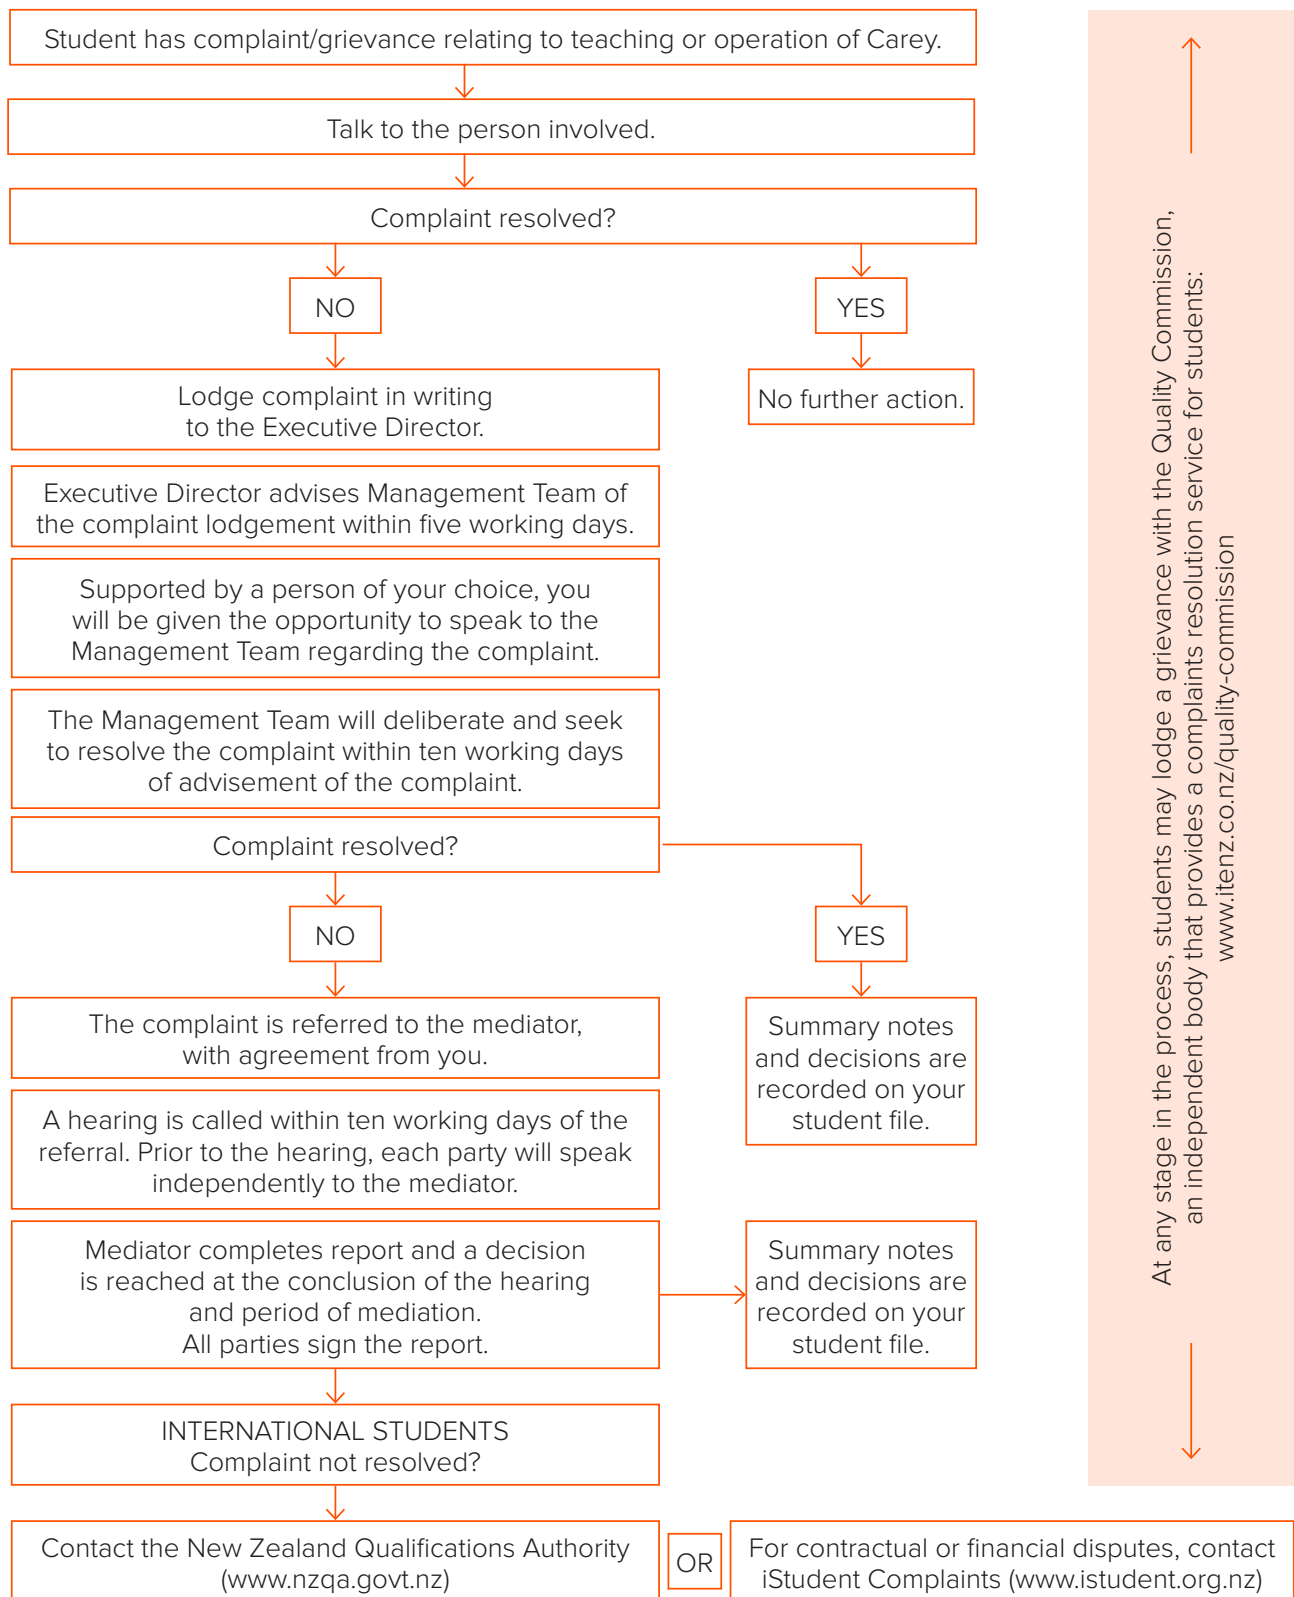 Student has complaint/grievance relating to teaching or operation of Carey.
Talk to the person involved.
Complaint resolved?
NO
YES
Lodge complaint in writing
to the Executive Director.
No further action.
Executive Director advises Management Team of
the complaint lodgement within five working days.
Supported by a person of your choice, you
will be given the opportunity to speak to the
Management Team regarding the complaint.
The Management Team will deliberate and seek
to resolve the complaint within ten working days
of advisement of the complaint.
Complaint resolved?
NO
YES
The complaint is referred to the mediator,
with agreement from you.
Summary notes
and decisions are
recorded on your
student file.
A hearing is called within ten working days of the
referral. Prior to the hearing, each party will speak
independently to the mediator.
Mediator completes report and a decision
is reached at the conclusion of the hearing
and period of mediation.
All parties sign the report.
Summary notes
and decisions are
recorded on your
student file.
INTERNATIONAL STUDENTS
Complaint not resolved?
Contact the New Zealand Qualifications Authority
(www.nzqa.govt.nz)
OR
For contractual or financial disputes, contact
iStudent Complaints (www.istudent.org.nz)
At any stage in the process, students may lodge a grievance with the Quality Commission,
an independent body that provides a complaints resolution service for students:
www.itenz.co.nz/quality-commission